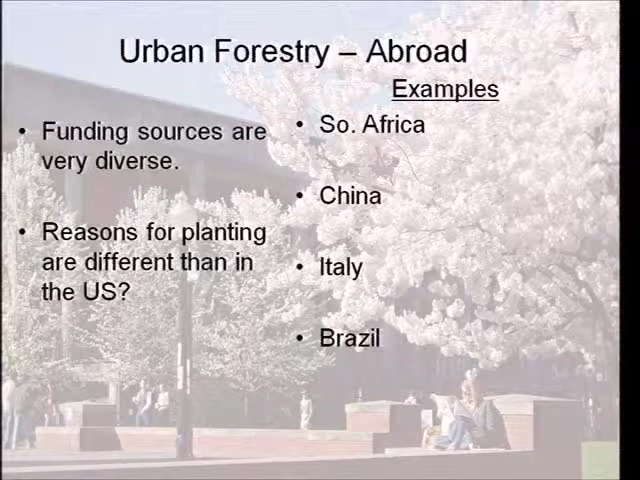 Urban Forestry – Abroad
Examples
• Funding sources are
very diverse.
• Reasons for planting
are different than in
the US?
• So. Africa
• China
• Italy
• Brazil